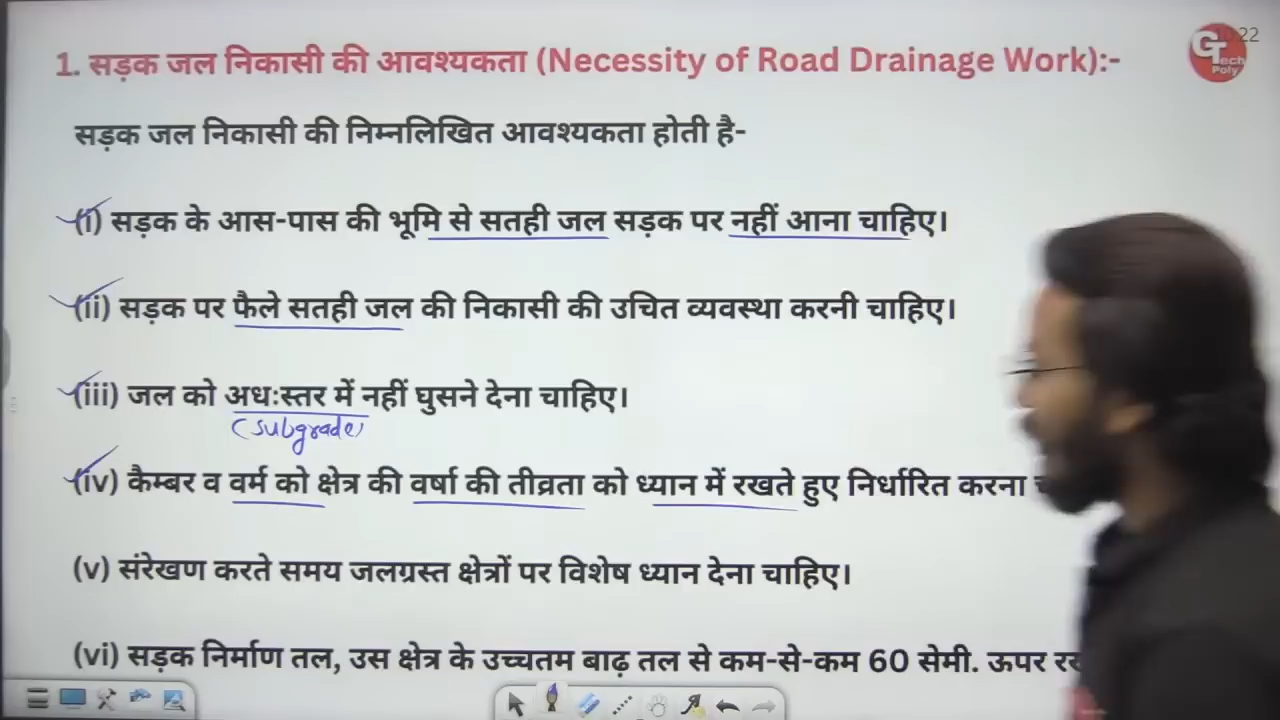 1. सड़क जल निकासी की आवश्यकता (Necessity of Road Drainage Work):-
GTech Poly
22
सड़क जल निकासी की निम्नलिखित आवश्यकता होती है-
(i) सड़क के आस-पास की भूमि से सतही जल सड़क पर नहीं आना चाहिए।
(ii) सड़क पर फैले सतही जल की निकासी की उचित व्यवस्था करनी चाहिए।
(iii) जल को अधःस्तर में नहीं घुसने देना चाहिए।
(subgrade)
(iv) कैम्बर व वर्म को क्षेत्र की वर्षा की तीव्रता को ध्यान में रखते हुए निर्धारित करना
(v) संरेखण करते समय जलग्रस्त क्षेत्रों पर विशेष ध्यान देना चाहिए।
(vi) सड़क निर्माण तल, उस क्षेत्र के उच्चतम बाढ़ तल से कम-से-कम 60 सेमी. ऊपर